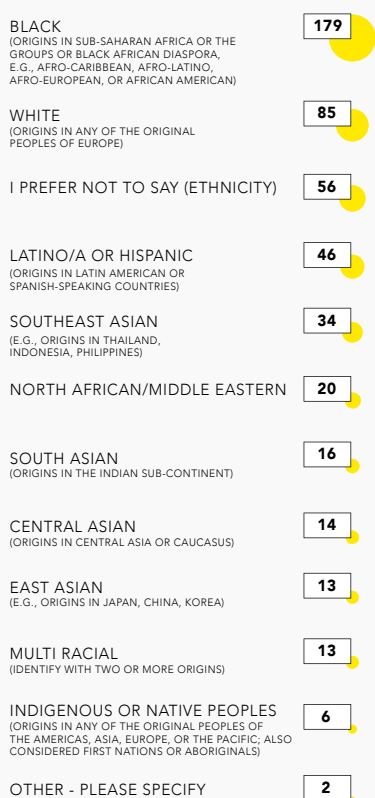 BLACK
179
(ORIGINS IN SUB-SAHARAN AFRICA OR THE
GROUPS OR BLACK AFRICAN DIASPORA,
E.G., AFRO-CARIBBEAN, AFRO-LATINO,
AFRO-EUROPEAN, OR AFRICAN AMERICAN)
WHITE
85
(ORIGINS IN ANY OF THE ORIGINAL
PEOPLES OF EUROPE)
I PREFER NOT TO SAY (ETHNICITY)
56
LATINO/A OR HISPANIC
46
(ORIGINS IN LATIN AMERICAN OR
SPANISH-SPEAKING COUNTRIES)
SOUTHEAST ASIAN
34
(E.G., ORIGINS IN THAILAND,
INDONESIA, PHILIPPINES)
NORTH AFRICAN/MIDDLE EASTERN
20
SOUTH ASIAN
16
(ORIGINS IN THE INDIAN SUB-CONTINENT)
CENTRAL ASIAN
14
(ORIGINS IN CENTRAL ASIA OR CAUCASUS)
EAST ASIAN
13
(E.G., ORIGINS IN JAPAN, CHINA, KOREA)
MULTI RACIAL
13
(IDENTIFY WITH TWO OR MORE ORIGINS)
INDIGENOUS OR NATIVE PEOPLES
6
(ORIGINS IN ANY OF THE ORIGINAL PEOPLES OF
THE AMERICAS, ASIA, EUROPE, OR THE PACIFIC; ALSO
CONSIDERED FIRST NATIONS OR ABORIGINALS)
OTHER - PLEASE SPECIFY
2